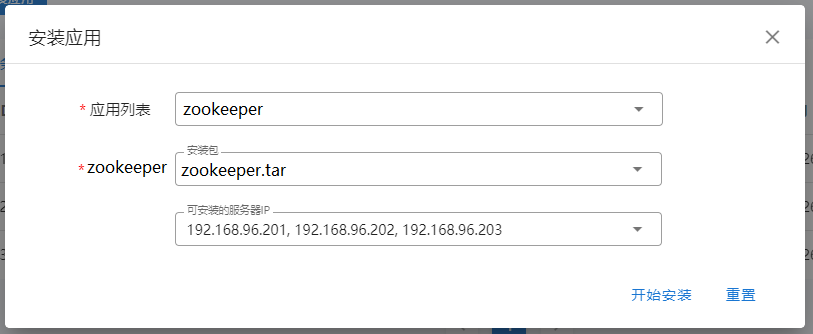 安装应用
* 应用列表
zookeeper
* zookeeper
安装包
zookeeper.tar
可安装的服务器IP
192.168.96.201, 192.168.96.202, 192.168.96.203
开始安装
重置